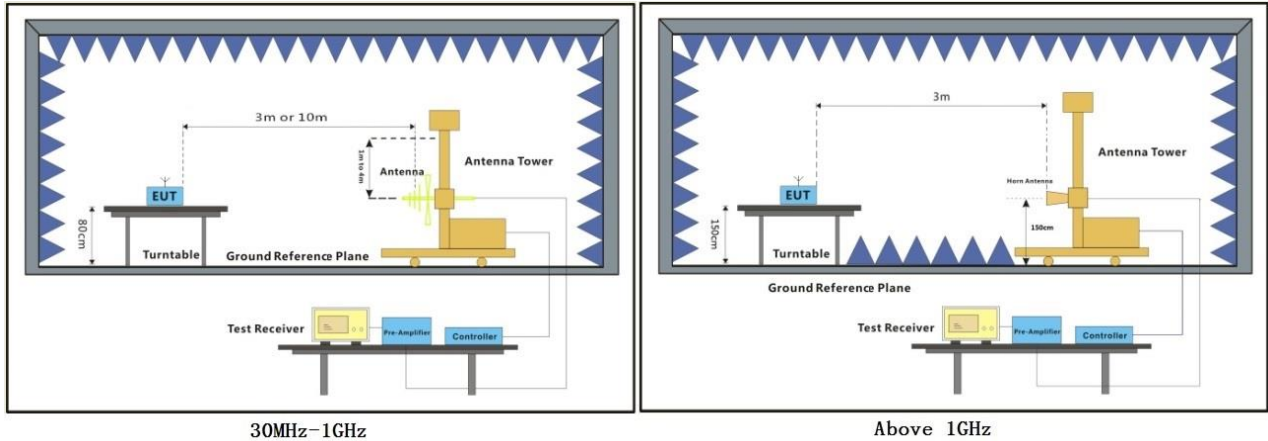 3m or 10m
1m to 4m
Antenna
Antenna Tower
EUT
80cm
Turntable
Ground Reference Plane
Test Receiver
Pre-Amplifier
Controller
30MHz-1GHz
3m
Antenna Tower
Horn Antenna
EUT
150cm
150cm
Turntable
Ground Reference Plane
Test Receiver
Pre-Amplifier
Controller
Above 1GHz